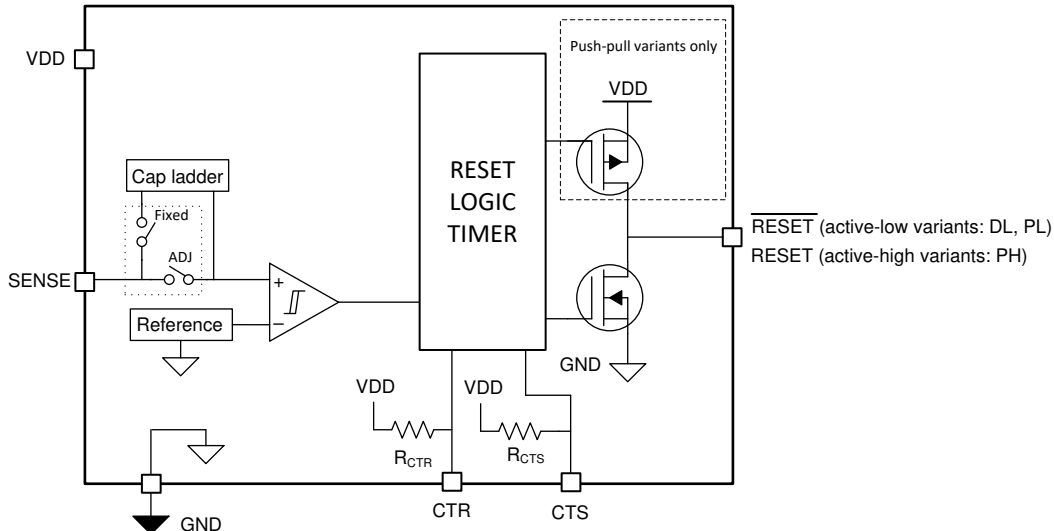 Push-pull variants only
VDD
VDD
Cap ladder
RESET
LOGIC
TIMER
Fixed
RESET (active-low variants: DL, PL)
RESET (active-high variants: PH)
ADJ
SENSE
+
Reference
−
GND
VDD
VDD
RCTR
RCTS
CTR
CTS
GND